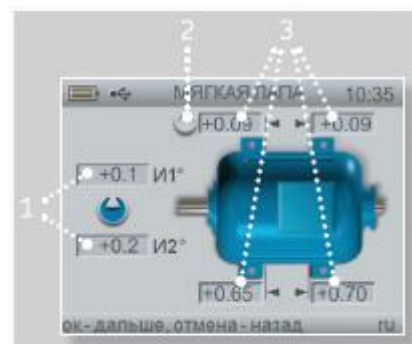 2 3
МЯГКАЯ ЛАПА 10:35
+0.09 +0.09
+0.1 И1°
1
+0.2 И2°
+0.65 +0.70
ок - дальше, отмена - назад ru